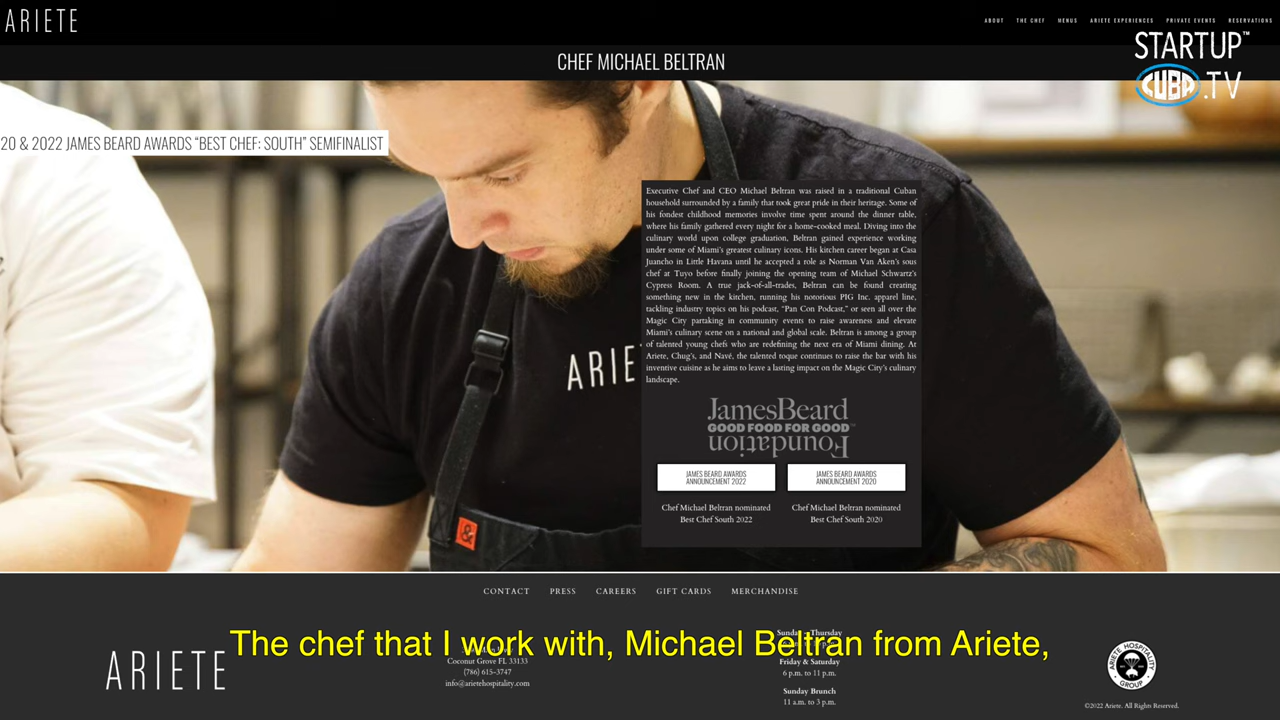 ARIETE
ABOUT THE CHEF MENUS ARIETE EXPERIENCES PRIVATE EVENTS RESERVATIONS
STARTUP™
CUBA.TV
CHEF MICHAEL BELTRAN
20 & 2022 JAMES BEARD AWARDS “BEST CHEF: SOUTH” SEMIFINALIST
Executive Chef and CEO Michael Beltran was raised in a traditional Cuban
household surrounded by a family that took great pride in their heritage. Some of
his fondest childhood memories involve time spent around the dinner table,
where his family gathered every night for a home-cooked meal. Diving into the
culinary world upon college graduation, Beltran gained experience working
under some of Miami's greatest culinary icons. His kitchen career began at Casa
Juancho in Little Havana until he accepted a role as Norman Van Aken's sous
chef at Tuyo before finally joining the opening team of Michael Schwartz's
Cypress Room. A true jack-of-all-trades, Beltran can be found creating
something new in the kitchen, running his notorious PIG Inc. apparel line,
tackling industry topics on his podcast, “Pan Con Podcast,” or seen all over the
Magic City partaking in community events to raise awareness and elevate
Miami's culinary scene on a national and global scale. Beltran is among a group
of talented young chefs who are redefining the next era of Miami dining. At
Ariete, Chug's, and Navé, the talented toque continues to raise the bar with his
inventive cuisine as he aims to leave a lasting impact on the Magic City's culinary
landscape.
ARIE
&
JamesBeard
GOOD FOOD FOR GOOD™
Foundation
JAMES BEARD AWARDS
ANNOUNCEMENT 2022
JAMES BEARD AWARDS
ANNOUNCEMENT 2020
Chef Michael Beltran nominated
Best Chef South 2022
Chef Michael Beltran nominated
Best Chef South 2020
CONTACT PRESS CAREERS GIFT CARDS MERCHANDISE
The chef that I work with, Michael Beltran from Ariete,
ARIETE
Coconut Grove FL 33133
(786) 615-3747
info@arietehospitality.com
Sunday - Thursday
Friday & Saturday
6 p.m. to 11 p.m.
Sunday Brunch
11 a.m. to 3 p.m.
ARIETE HOSPITALITY
GROUP
©2022 Ariete. All Rights Reserved.